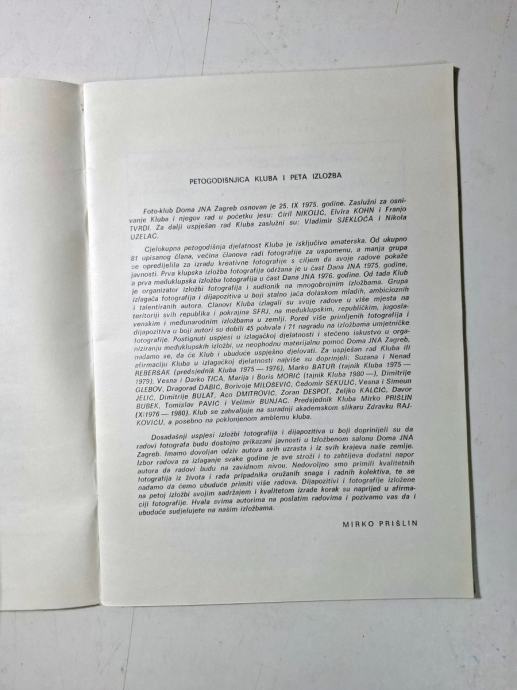 PETOGODIŠNJICA KLUBA I PETA IZLOŽBA
Foto-klub Doma JNA Zagreb osnovan je 25. IX 1975. godine. Zaslužni za osni-
vanje Kluba i njegov rad u početku jesu: Ciril NIKOLIĆ, Elvira KOHN i Franjo
TVRDI. Za dalji uspješan rad Kluba zaslužni su: Vladimir SJEKLOĆA i Nikola
UZELAC.
Cjelokupna petogodišnja djelatnost Kluba je isključivo amaterska. Od ukupno
81 upisanog člana, većina članova radi fotografije za uspomenu, a manja grupa
se opredijelila za izradu kreativne fotografije s ciljem da svoje radove pokaže
javnosti. Prva klupska izložba fotografija održana je u čast Dana JNA 1975. godine,
a prva međuklupska izložba fotografija u čast Dana JNA 1976. godine. Od tada Klub
je organizator izložbi fotografija i sudionik na mnogobrojnim izložbama. Grupa
izlagača fotografija i dijapozitiva u boji stalno jača dolaskom mladih, ambicioznih
i talentiranih autora. Članovi Kluba izlagali su svoje radove u više mjesta na
teritoriji svih republika i pokrajina SFRJ, na međuklupskim, republičkim, jugosla-
venskim i međunarodnim izložbama u zemlji. Pored više primljenih fotografija i
dijapozitiva u boji autori su dobili 45 pohvala i 71 nagradu na izložbama umjetničke
fotografije. Postignuti uspjesi u izlagačkoj djelatnosti i stečeno iskustvo u orga-
niziranju međuklupskih izložbi, uz neophodnu materijalnu pomoć Doma JNA Zagreb,
nadamo se, da će Klub i ubuduće uspješno djelovati. Za uspješan rad Kluba ili
afirmaciju Kluba u izlagačkoj djelatnosti najviše su doprinijeli: Suzana i Nenad
REBERŠAK (predsjednik Kluba 1975 — 1976), Marko BATUR (tajnik Kluba 1975 —
1979), Vesna i Darko TICA, Marija i Boris MORIĆ (tajnik Kluba 1980 —), Dimitrije
GLEBOV, Dragorad DABIĆ, Borivoje MILOŠEVIĆ, Čedomir SEKULIĆ, Vesna i Simeun
JELIĆ, Dimitrije BULAT, Aco DMITROVIĆ, Zoran DESPOT, Željko KALČIĆ, Davor
BUBEK, Tomislav PAVIĆ i Velimir BUNJAC. Predsjednik Kluba Mirko PRIŠLIN
(XI 1976 — 1980). Klub se zahvaljuje na suradnji akademskom slikaru Zdravku RAJ-
KOVIĆU, a posebno na poklonjenom amblemu kluba.
Dosadašnji uspjesi izložbi fotografija i dijapozitiva u boji doprinijeli su da
radovi fotografa budu dostojno prikazani javnosti u Izložbenom salonu Doma JNA
Zagreb. Imamo dovoljan odziv autora svih uzrasta i iz svih krajeva naše zemlje.
Izbor radova za izlaganje svake godine je sve stroži i to zahtijeva dodatni napor
autora da radovi budu na zavidnom nivou. Nedovoljno smo primili kvalitetnih
fotografija iz života i rada pripadnika oružanih snaga i radnih kolektiva, te se
nadamo da ćemo ubuduće primiti više radova. Dijapozitivi i fotografije izložene
na petoj izložbi svojim sadržajem i kvalitetom izrade korak su naprijed u afirma-
ciji fotografije. Hvala svima autorima na poslatim radovima i pozivamo vas da i
ubuduće sudjelujete na našim izložbama.
MIRKO PRIŠLIN